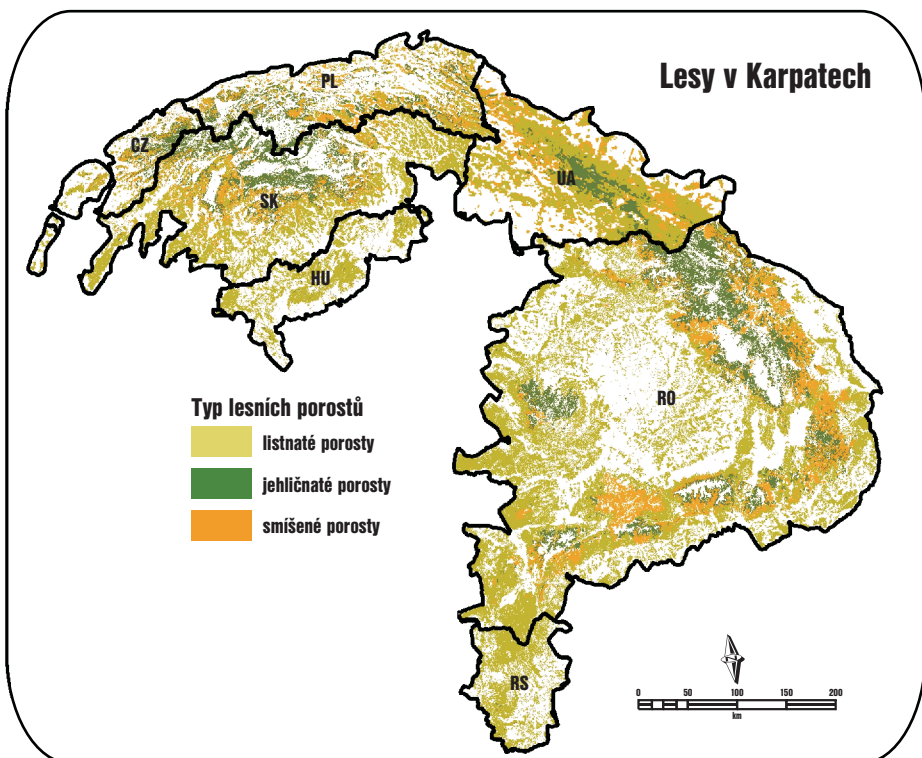 Lesy v Karpatech
PL
CZ
UA
SK
HU
RO
Typ lesních porostů
listnaté porosty
jehličnaté porosty
smíšené porosty
RS
0 50 100 150 200
km